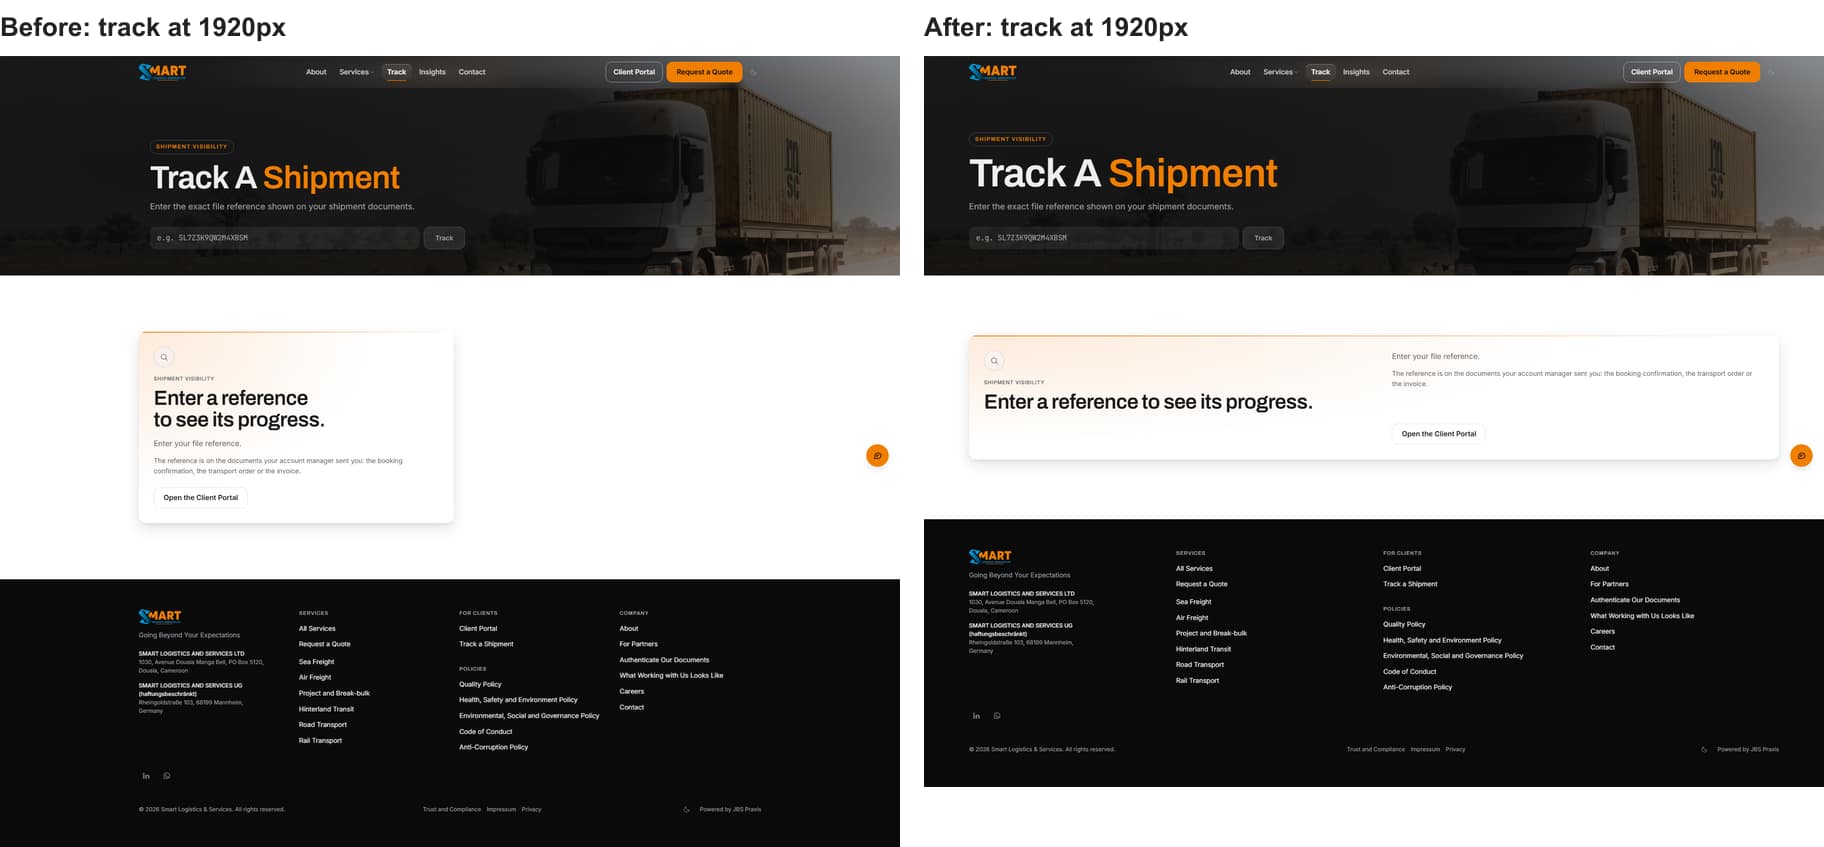 Before: track at 1920px
SMART
About Services Track Insights Contact
Client Portal
Request a Quote
SHIPMENT VISIBILITY
Track A Shipment
Enter the exact file reference shown on your shipment documents.
e.g. SL7Z3K9QW2M4XBSM
Track
SHIPMENT VISIBILITY
Enter a reference
to see its progress.
Enter your file reference.
The reference is on the documents your account manager sent you: the booking
confirmation, the transport order or the invoice.
Open the Client Portal
SMART
Going Beyond Your Expectations
SMART LOGISTICS AND SERVICES LTD
1030, Avenue Douala Manga Bell, PO Box 5120,
Douala, Cameroon
SMART LOGISTICS AND SERVICES UG
(haftungsbeschränkt)
Rheingoldstraße 103, 68199 Mannheim,
Germany
SERVICES
All Services
Request a Quote
Sea Freight
Air Freight
Project and Break-bulk
Hinterland Transit
Road Transport
Rail Transport
FOR CLIENTS
Client Portal
Track a Shipment
POLICIES
Quality Policy
Health, Safety and Environment Policy
Environmental, Social and Governance Policy
Code of Conduct
Anti-Corruption Policy
COMPANY
About
For Partners
Authenticate Our Documents
What Working with Us Looks Like
Careers
Contact
in
© 2026 Smart Logistics & Services. All rights reserved.
Trust and Compliance Impressum Privacy
Powered by JBS Praxis
After: track at 1920px
SMART
About Services Track Insights Contact
Client Portal
Request a Quote
SHIPMENT VISIBILITY
Track A Shipment
Enter the exact file reference shown on your shipment documents.
e.g. SL7Z3K9QW2M4XBSM
Track
SHIPMENT VISIBILITY
Enter a reference to see its progress.
Enter your file reference.
The reference is on the documents your account manager sent you: the booking confirmation, the transport order or
the invoice.
Open the Client Portal
SMART
Going Beyond Your Expectations
SMART LOGISTICS AND SERVICES LTD
1030, Avenue Douala Manga Bell, PO Box 5120,
Douala, Cameroon
SMART LOGISTICS AND SERVICES UG
(haftungsbeschränkt)
Rheingoldstraße 103, 68199 Mannheim,
Germany
SERVICES
All Services
Request a Quote
Sea Freight
Air Freight
Project and Break-bulk
Hinterland Transit
Road Transport
Rail Transport
FOR CLIENTS
Client Portal
Track a Shipment
POLICIES
Quality Policy
Health, Safety and Environment Policy
Environmental, Social and Governance Policy
Code of Conduct
Anti-Corruption Policy
COMPANY
About
For Partners
Authenticate Our Documents
What Working with Us Looks Like
Careers
Contact
in
© 2026 Smart Logistics & Services. All rights reserved.
Trust and Compliance Impressum Privacy
Powered by JBS Praxis